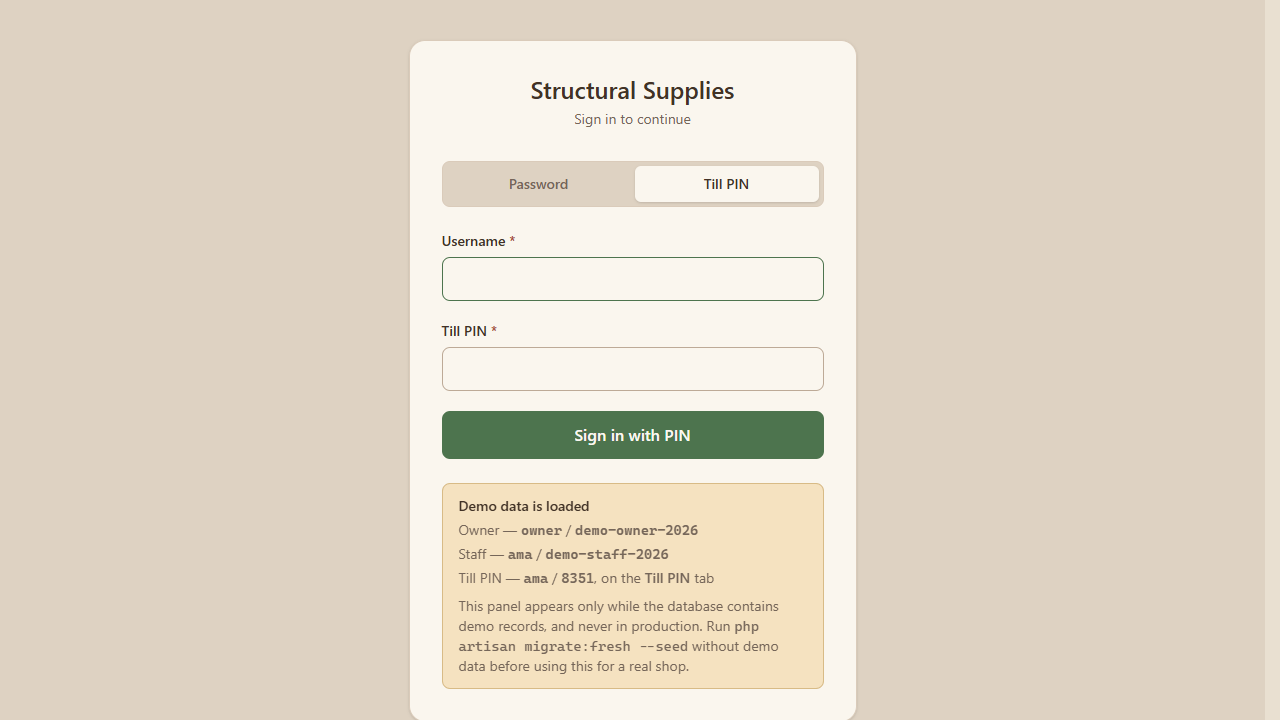 Structural Supplies
Sign in to continue
Password
Till PIN
Username *
Till PIN *
Sign in with PIN
Demo data is loaded
Owner — owner / demo-owner-2026
Staff — ama / demo-staff-2026
Till PIN — ama / 8351, on the Till PIN tab
This panel appears only while the database contains
demo records, and never in production. Run php
artisan migrate:fresh --seed without demo
data before using this for a real shop.